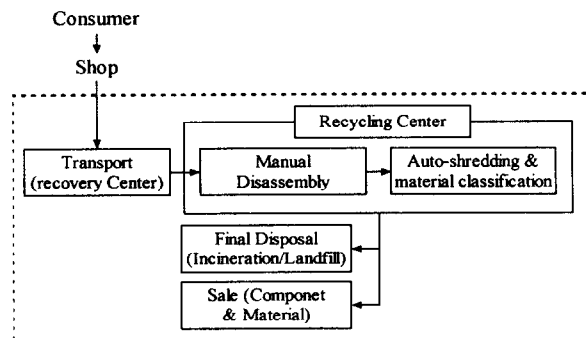 Consumer
Shop
Recycling Center
Transport
(recovery Center)
Manual
Disassembly
Auto-shredding &
material classification
Final Disposal
(Incineration/Landfill)
Sale (Componet
& Material)